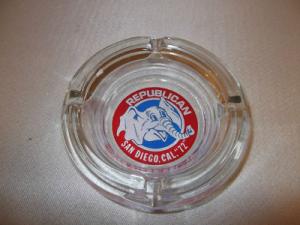 REPUBLICAN
SAN DIEGO, CAL. "72"